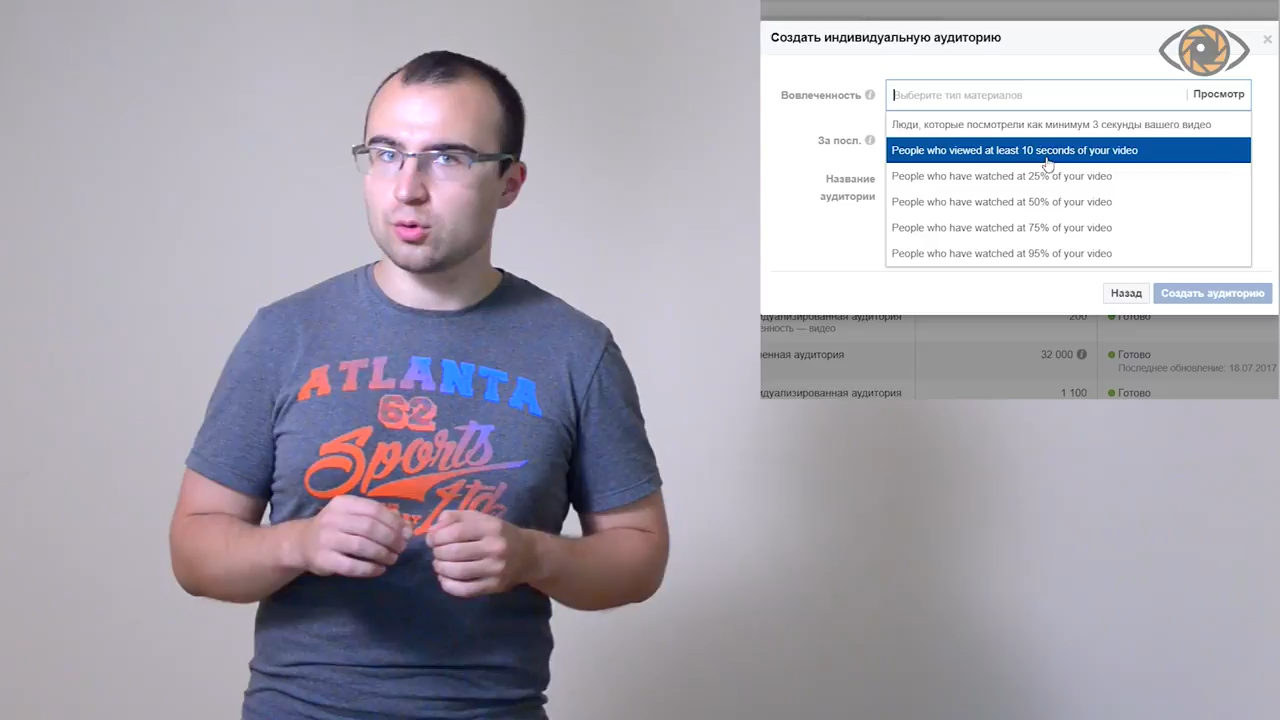 Создать индивидуальную аудиторию
×
Вовлеченность
Выберите тип материалов
Просмотр
Люди, которые посмотрели как минимум 3 секунды вашего видео
За посл.
People who viewed at least 10 seconds of your video
People who have watched at 25% of your video
Название
аудитории
People who have watched at 50% of your video
People who have watched at 75% of your video
People who have watched at 95% of your video
Назад
Создать аудиторию
дуализированная аудитория
200
Готово
енность — видео
енная аудитория
32 000
Готово
Последнее обновление: 18.07.2017
дуализированная аудитория
1 100
Готово
ATLANTA
62
Sports
Ltd.